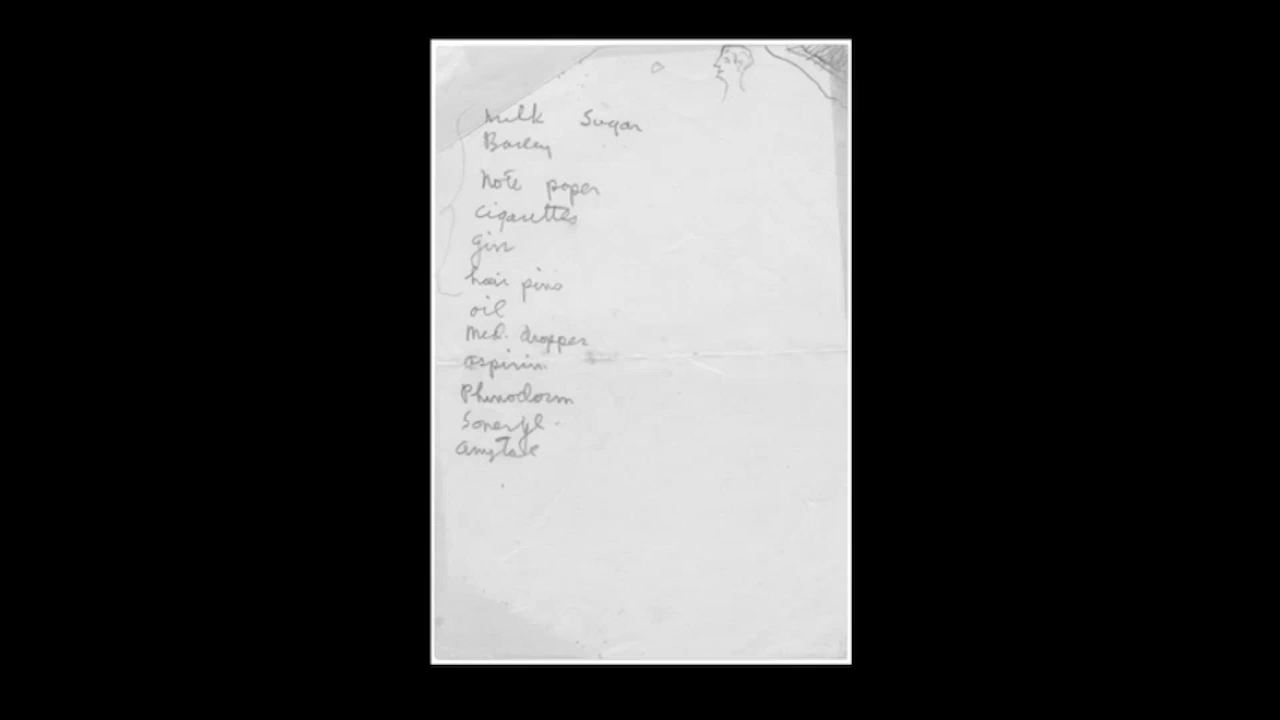 Milk Sugar
Barley
Note paper
Cigarettes
Gin
hair pins
oil
Med. dropper
aspirin
Phenodorm
Soneryl
amytal